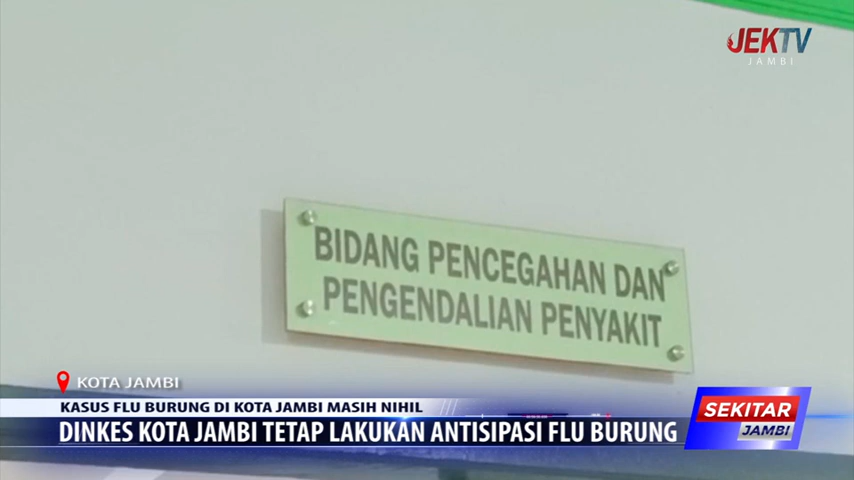 JEKTV
JAMBI
BIDANG PENCEGAHAN DAN
PENGENDALIAN PENYAKIT
KOTA JAMBI
KASUS FLU BURUNG DI KOTA JAMBI MASIH NIHIL
DINKES KOTA JAMBI TETAP LAKUKAN ANTISIPASI FLU BURUNG
SEKITAR
JAMBI